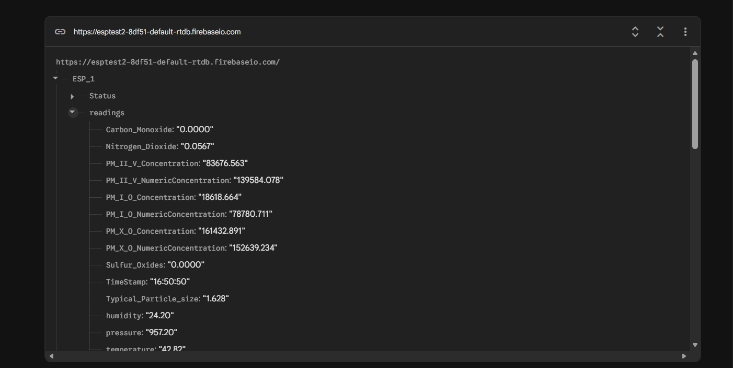 https://esptest2-8df51-default-rtdb.firebaseio.com
https://esptest2-8df51-default-rtdb.firebaseio.com/
ESP_1
Status
readings
Carbon_Monoxide: "0.0000"
Nitrogen_Dioxide: "0.0567"
PM_II_V_Concentration: "83676.563"
PM_II_V_NumericConcentration: "139584.078"
PM_I_O_Concentration: "18618.664"
PM_I_O_NumericConcentration: "78780.711"
PM_X_O_Concentration: "161432.891"
PM_X_O_NumericConcentration: "152639.234"
Sulfur_Oxides: "0.0000"
TimeStamp: "16:50:50"
Typical_Particle_size: "1.628"
humidity: "24.20"
pressure: "957.20"
temperature: "42.82"